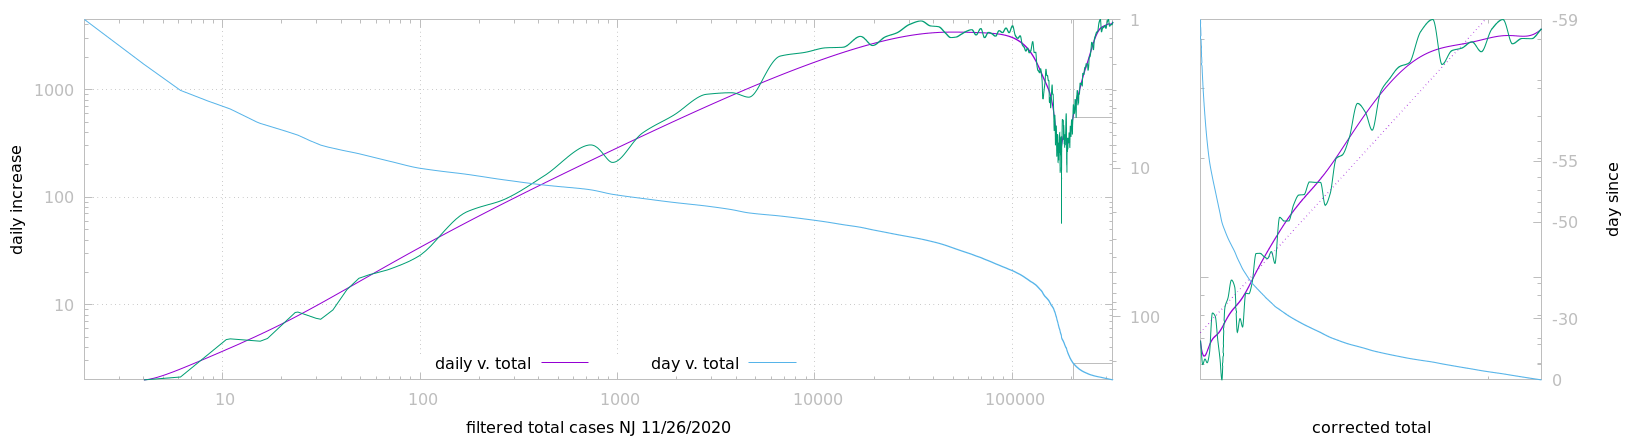 1
-59
1000
daily increase
10
-55
day since
100
-50
10
100
-30
daily v. total
day v. total
0
10
100
1000
10000
100000
filtered total cases NJ 11/26/2020
corrected total